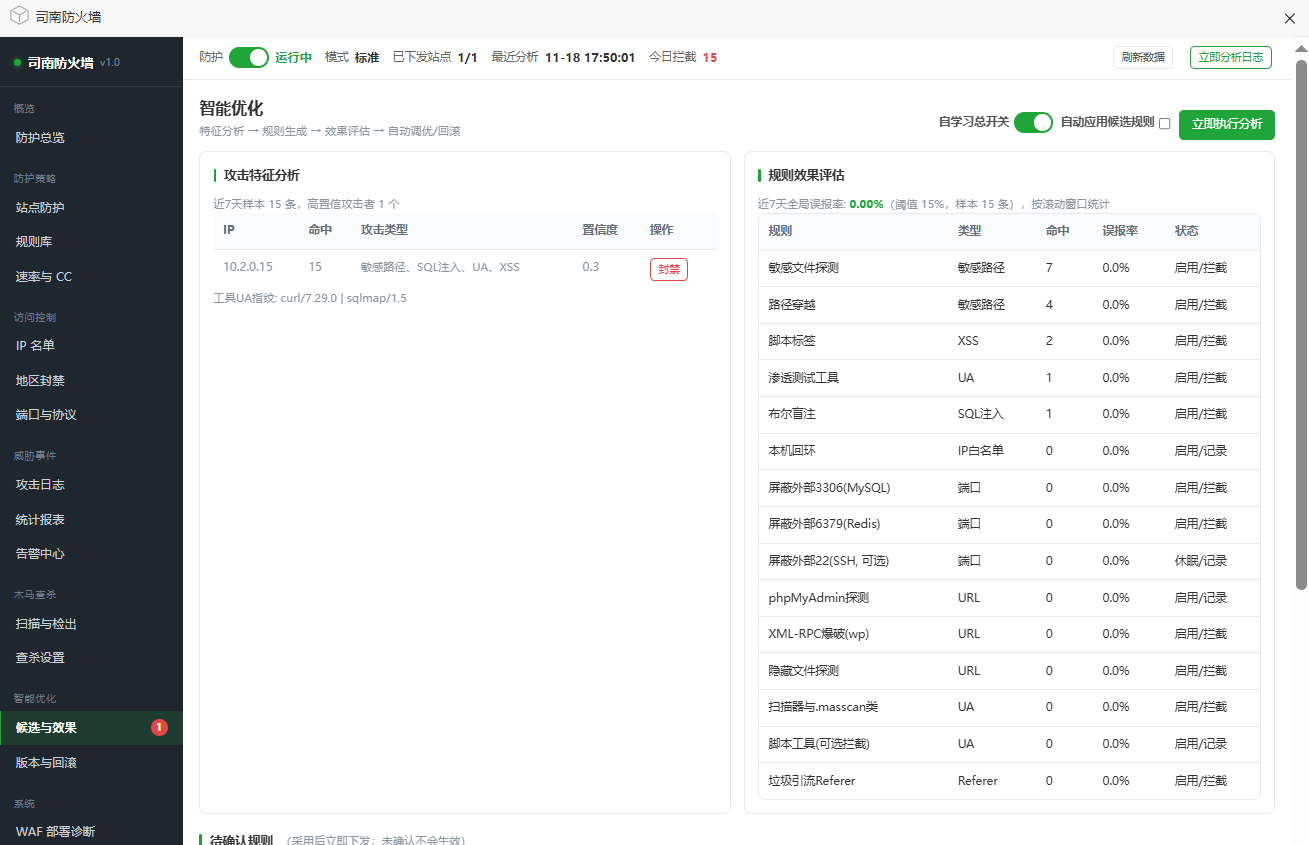 司南防火墙
司南防火墙 v1.0
概览
防护总览
防护策略
站点防护
规则库
速率与 CC
访问控制
IP 名单
地区封禁
端口与协议
威胁事件
攻击日志
统计报表
告警中心
木马查杀
扫描与检出
查杀设置
智能优化
候选与效果 1
版本与回滚
系统
WAF 部署诊断
防护 运行中 模式 标准 已下发站点 1/1 最近分析 11-18 17:50:01 今日拦截 15 刷新数据 立即分析日志
智能优化
特征分析 → 规则生成 → 效果评估 → 自动调优/回滚
自学习总开关 自动应用候选规则 立即执行分析
攻击特征分析
近7天样本 15 条，高置信攻击者 1 个
IP 命中 攻击类型 置信度 操作
10.2.0.15 15 敏感路径、SQL注入、UA、XSS 0.3 封禁
工具UA指纹: curl/7.29.0 | sqlmap/1.5
规则效果评估
近7天全局误报率: 0.00%（阈值 15%，样本 15 条），按滚动窗口统计
规则 类型 命中 误报率 状态
敏感文件探测 敏感路径 7 0.0% 启用/拦截
路径穿越 敏感路径 4 0.0% 启用/拦截
脚本标签 XSS 2 0.0% 启用/拦截
渗透测试工具 UA 1 0.0% 启用/拦截
布尔盲注 SQL注入 1 0.0% 启用/拦截
本机回环 IP白名单 0 0.0% 启用/记录
屏蔽外部3306(MySQL) 端口 0 0.0% 启用/拦截
屏蔽外部6379(Redis) 端口 0 0.0% 启用/拦截
屏蔽外部22(SSH, 可选) 端口 0 0.0% 休眠/记录
phpMyAdmin探测 URL 0 0.0% 启用/记录
XML-RPC爆破(wp) URL 0 0.0% 启用/拦截
隐藏文件探测 URL 0 0.0% 启用/拦截
扫描器与.masscan类 UA 0 0.0% 启用/拦截
脚本工具(可选拦截) UA 0 0.0% 启用/记录
垃圾引流Referer Referer 0 0.0% 启用/拦截
待确认规则 （采用后立即下发；未确认不会生效）